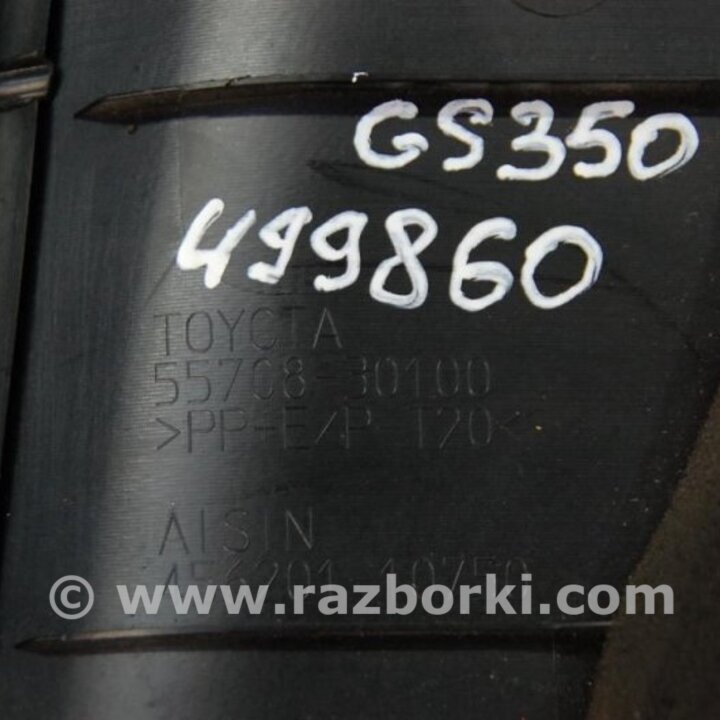 GS350
499860
TOYOTA
55708-30100
>PP-E/P T20<
AISIN
© www.razborki.com